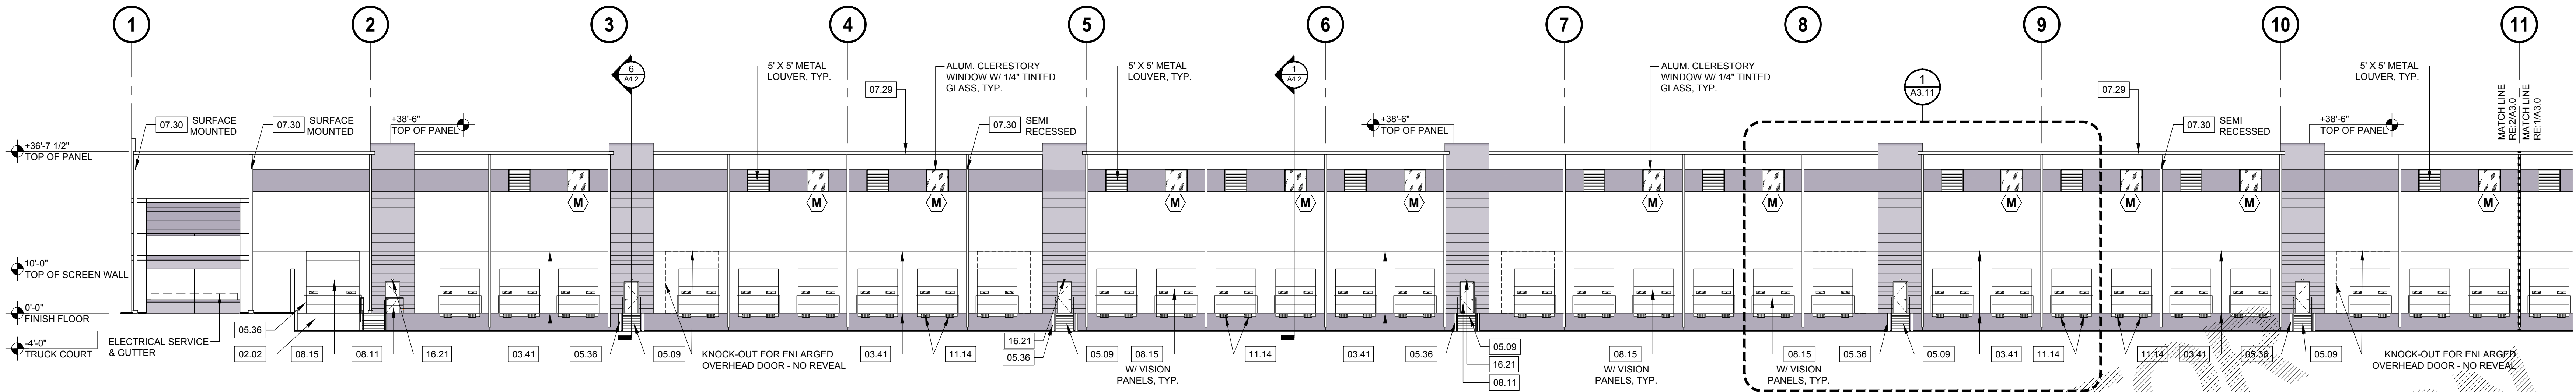 1 2 3 4 5 6 7 8 9 10 11
6
A4.2
5' X 5' METAL
LOUVER, TYP.
ALUM. CLERESTORY
WINDOW W/ 1/4" TINTED
GLASS, TYP.
5' X 5' METAL
LOUVER, TYP.
1
A4.2
ALUM. CLERESTORY
WINDOW W/ 1/4" TINTED
GLASS, TYP.
1
A3.11
5' X 5' METAL
LOUVER, TYP.
MATCH LINE
RE:2/A3.0
MATCH LINE
RE:1/A3.0
07.29
07.29
07.30 SURFACE
MOUNTED
07.30 SURFACE
MOUNTED
+38'-6"
TOP OF PANEL
07.30 SEMI
RECESSED
+38'-6"
TOP OF PANEL
07.30 SEMI
RECESSED
+38'-6"
TOP OF PANEL
+36'-7 1/2"
TOP OF PANEL
M M M M M M M M M M M M
10'-0"
TOP OF SCREEN WALL
0'-0"
FINISH FLOOR
-4'-0"
TRUCK COURT
ELECTRICAL SERVICE
& GUTTER
05.36
02.02
08.15
08.11
16.21
03.41
05.36
05.09
KNOCK-OUT FOR ENLARGED
OVERHEAD DOOR - NO REVEAL
03.41
11.14
16.21
05.36
05.09
08.15
W/ VISION
PANELS, TYP.
11.14
03.41
05.36
05.09
16.21
08.11
08.15
W/ VISION
PANELS, TYP.
08.15
W/ VISION
PANELS, TYP.
05.36
05.09
03.41
11.14
11.14
03.41
05.36
05.09
KNOCK-OUT FOR ENLARGED
OVERHEAD DOOR - NO REVEAL